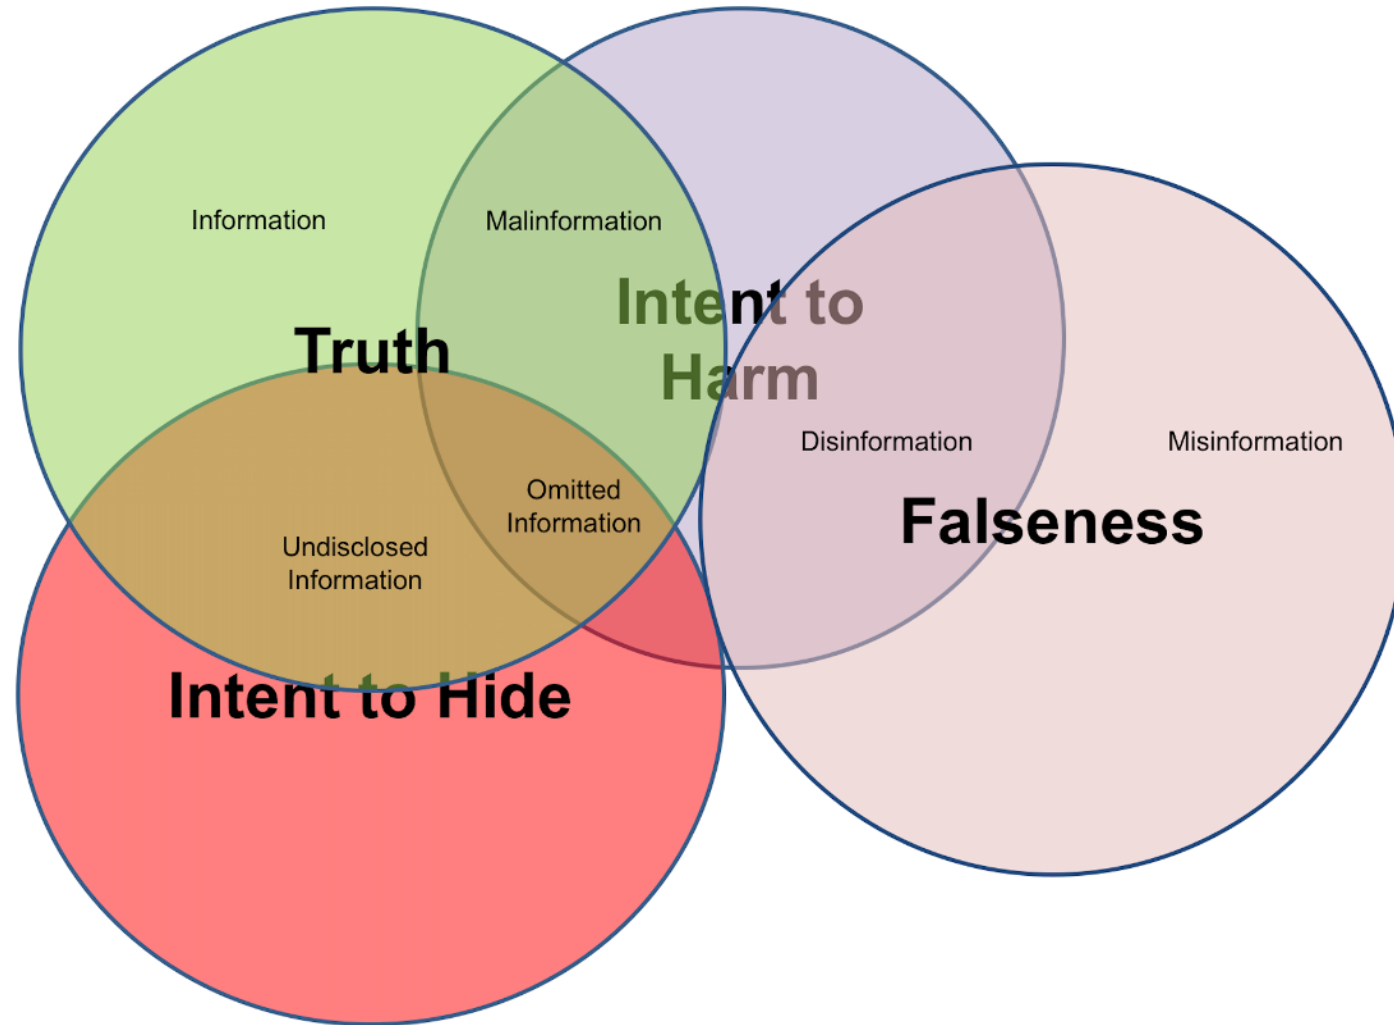 Information
Malinformation
Intent to
Harm
Truth
Disinformation
Misinformation
Omitted
Information
Falseness
Undisclosed
Information
Intent to Hide